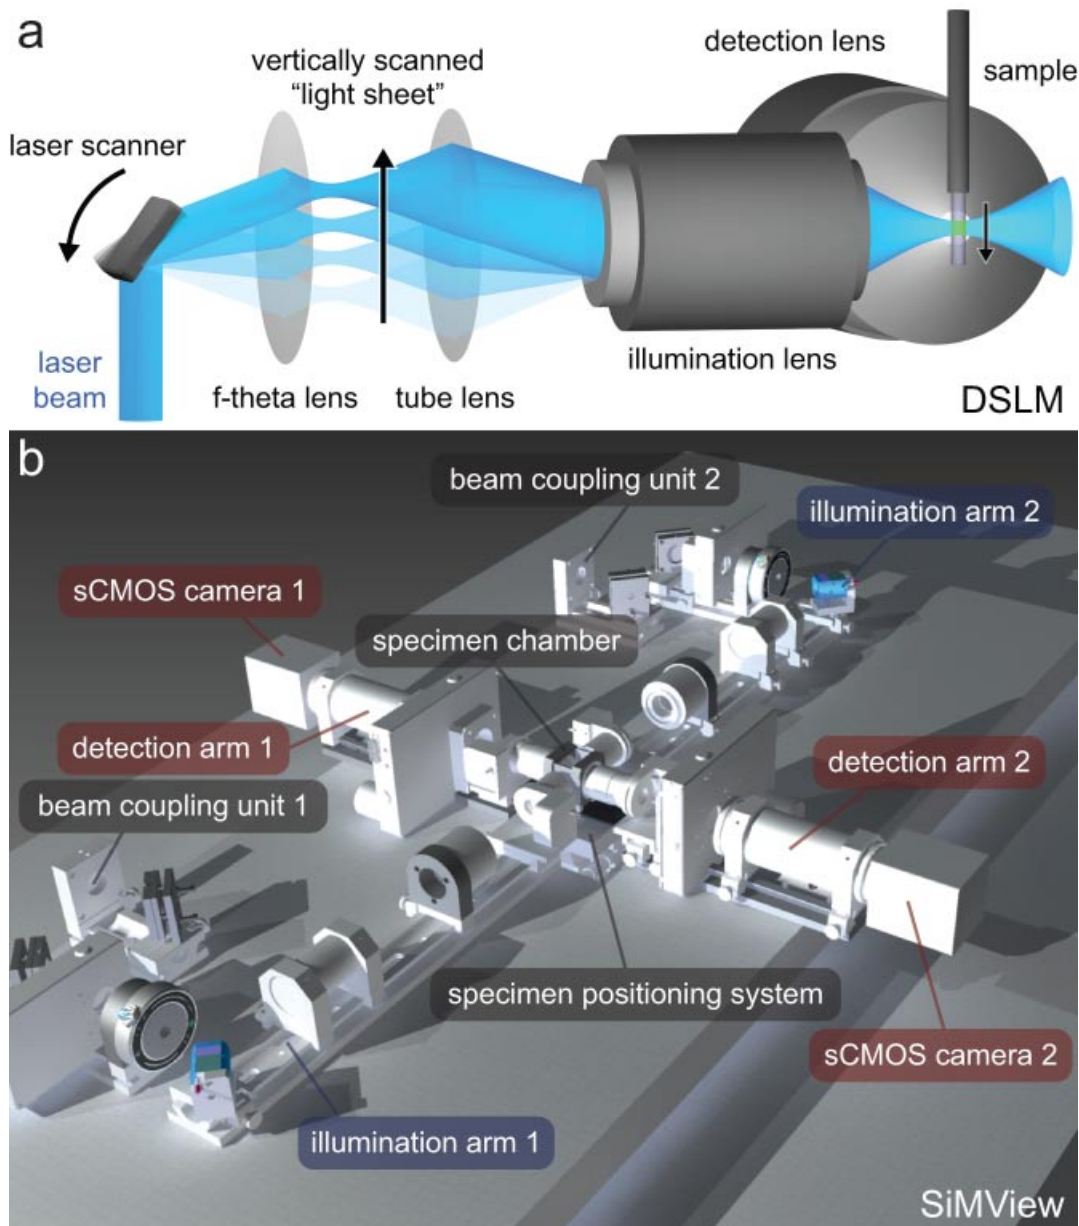 a
vertically scanned
“light sheet”
laser scanner
detection lens
sample
laser
beam
f-theta lens
tube lens
illumination lens
DSLM
b
beam coupling unit 2
illumination arm 2
sCMOS camera 1
specimen chamber
detection arm 1
detection arm 2
beam coupling unit 1
specimen positioning system
sCMOS camera 2
illumination arm 1
SiMView